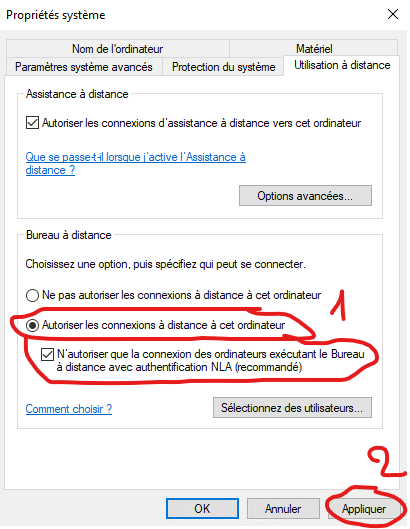 Propriétés système
Nom de l'ordinateur
Matériel
Paramètres système avancés
Protection du système
Utilisation à distance
Assistance à distance
Autoriser les connexions d'assistance à distance vers cet ordinateur
Que se passe-t-il lorsque j'active l'Assistance à
distance ?
Options avancées...
Bureau à distance
Choisissez une option, puis spécifiez qui peut se connecter.
Ne pas autoriser les connexions à distance à cet ordinateur
1
Autoriser les connexions à distance à cet ordinateur
N'autoriser que la connexion des ordinateurs exécutant le Bureau
à distance avec authentification NLA (recommandé)
Comment choisir ?
Sélectionnez des utilisateurs...
2
OK
Annuler
Appliquer